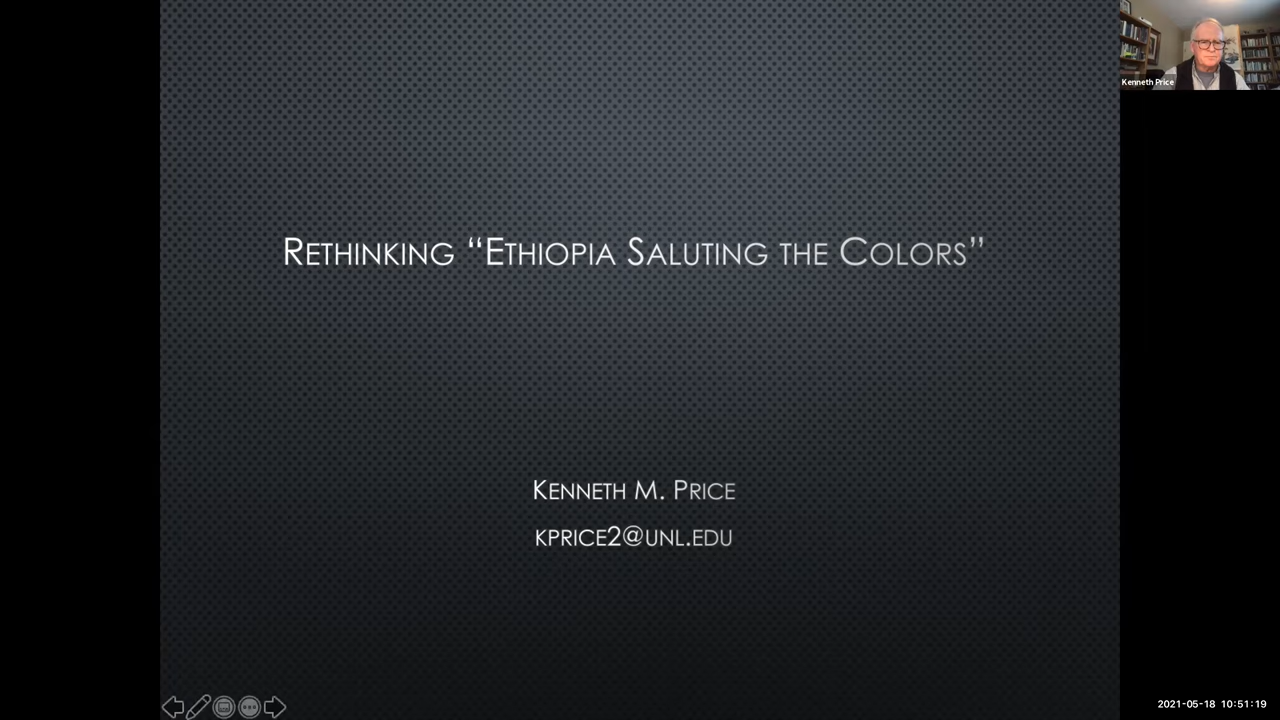 Kenneth Price
Rethinking “Ethiopia Saluting the Colors”
Kenneth M. Price
kprice2@unl.edu
2021-05-18 10:51:19